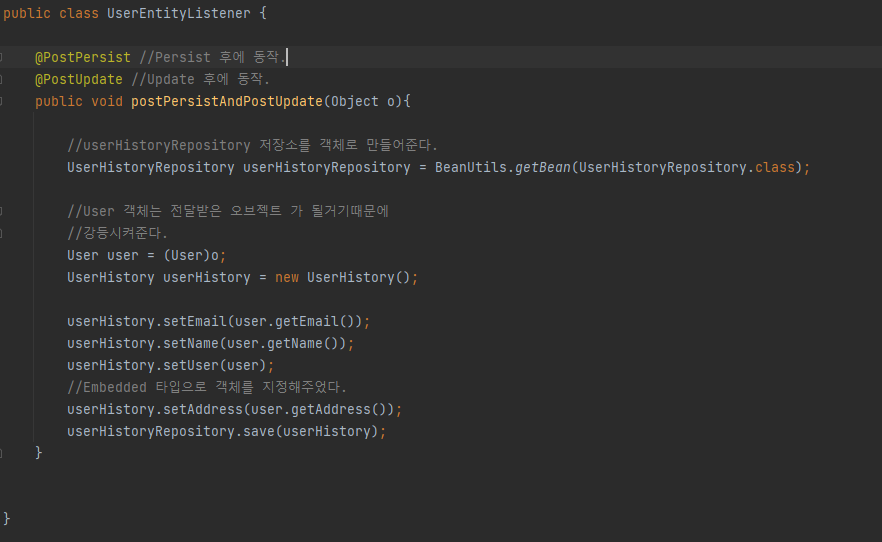 public class UserEntityListener {
@PostPersist //Persist 후에 동작.
@PostUpdate //Update 후에 동작.
public void postPersistAndPostUpdate(Object o){
//userHistoryRepository 저장소를 객체로 만들어준다.
UserHistoryRepository userHistoryRepository = BeanUtils.getBean(UserHistoryRepository.class);
//User 객체는 전달받은 오브젝트 가 될거기때문에
//강등시켜준다.
User user = (User)o;
UserHistory userHistory = new UserHistory();
userHistory.setEmail(user.getEmail());
userHistory.setName(user.getName());
userHistory.setUser(user);
//Embedded 타입으로 객체를 지정해주었다.
userHistory.setAddress(user.getAddress());
userHistoryRepository.save(userHistory);
}
}